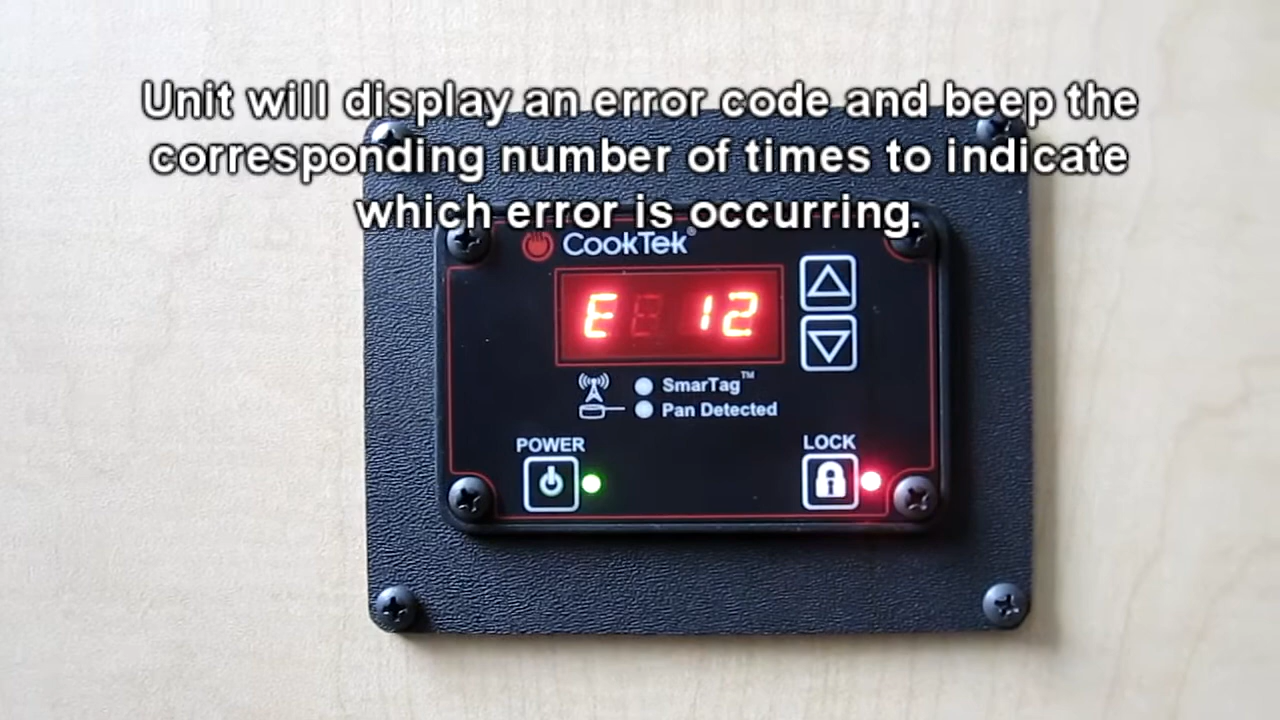 Unit will display an error code and beep the
corresponding number of times to indicate
which error is occurring.
CookTek®
E 12
SmarTag™
Pan Detected
POWER
LOCK